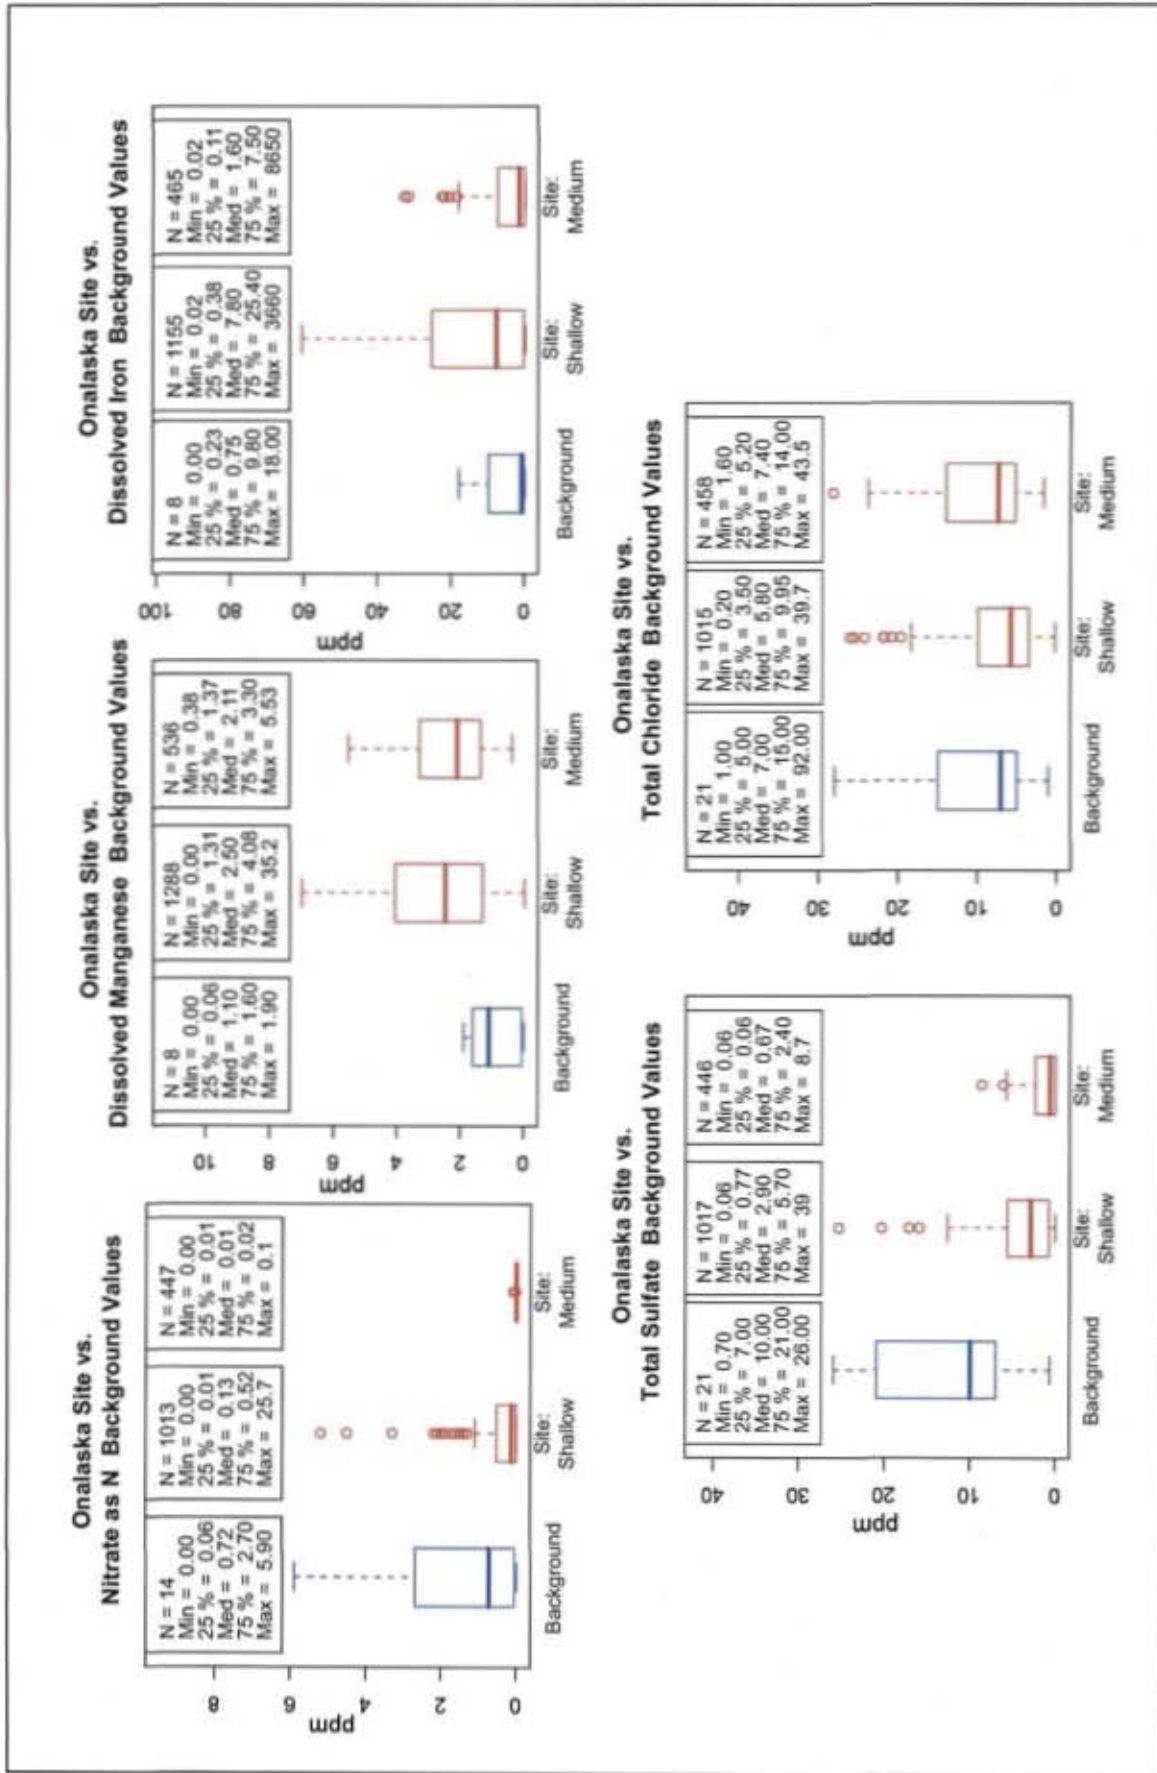 Onalaska Site vs.
Nitrate as N Background Values
N = 14
Min = 0.00
25 % = 0.06
Med = 0.72
75 % = 2.70
Max = 5.90
N = 1013
Min = 0.00
25 % = 0.01
Med = 0.13
75 % = 0.52
Max = 25.7
N = 447
Min = 0.00
25 % = 0.01
Med = 0.01
75 % = 0.02
Max = 0.1
ppm
8
6
4
2
0
Background
Site:
Shallow
Site:
Medium
Onalaska Site vs.
Dissolved Manganese Background Values
N = 8
Min = 0.00
25 % = 0.06
Med = 1.10
75 % = 1.60
Max = 1.90
N = 1288
Min = 0.00
25 % = 1.31
Med = 2.50
75 % = 4.08
Max = 35.2
N = 536
Min = 0.38
25 % = 1.37
Med = 2.11
75 % = 3.30
Max = 5.53
ppm
10
8
6
4
2
0
Background
Site:
Shallow
Site:
Medium
Onalaska Site vs.
Dissolved Iron Background Values
N = 8
Min = 0.00
25 % = 0.23
Med = 0.75
75 % = 9.80
Max = 18.00
N = 1155
Min = 0.02
25 % = 0.38
Med = 7.80
75 % = 25.40
Max = 3660
N = 465
Min = 0.02
25 % = 0.11
Med = 1.60
75 % = 7.50
Max = 8650
ppm
100
80
60
40
20
0
Background
Site:
Shallow
Site:
Medium
Onalaska Site vs.
Total Sulfate Background Values
N = 21
Min = 0.70
25 % = 7.00
Med = 10.00
75 % = 21.00
Max = 26.00
N = 1017
Min = 0.06
25 % = 0.77
Med = 2.90
75 % = 5.70
Max = 39
N = 446
Min = 0.06
25 % = 0.06
Med = 0.67
75 % = 2.40
Max = 8.7
ppm
40
30
20
10
0
Background
Site:
Shallow
Site:
Medium
Onalaska Site vs.
Total Chloride Background Values
N = 21
Min = 1.00
25 % = 5.00
Med = 7.00
75 % = 15.00
Max = 92.00
N = 1015
Min = 0.20
25 % = 3.50
Med = 5.80
75 % = 9.95
Max = 39.7
N = 458
Min = 1.60
25 % = 5.20
Med = 7.40
75 % = 14.00
Max = 43.5
ppm
40
30
20
10
0
Background
Site:
Shallow
Site:
Medium